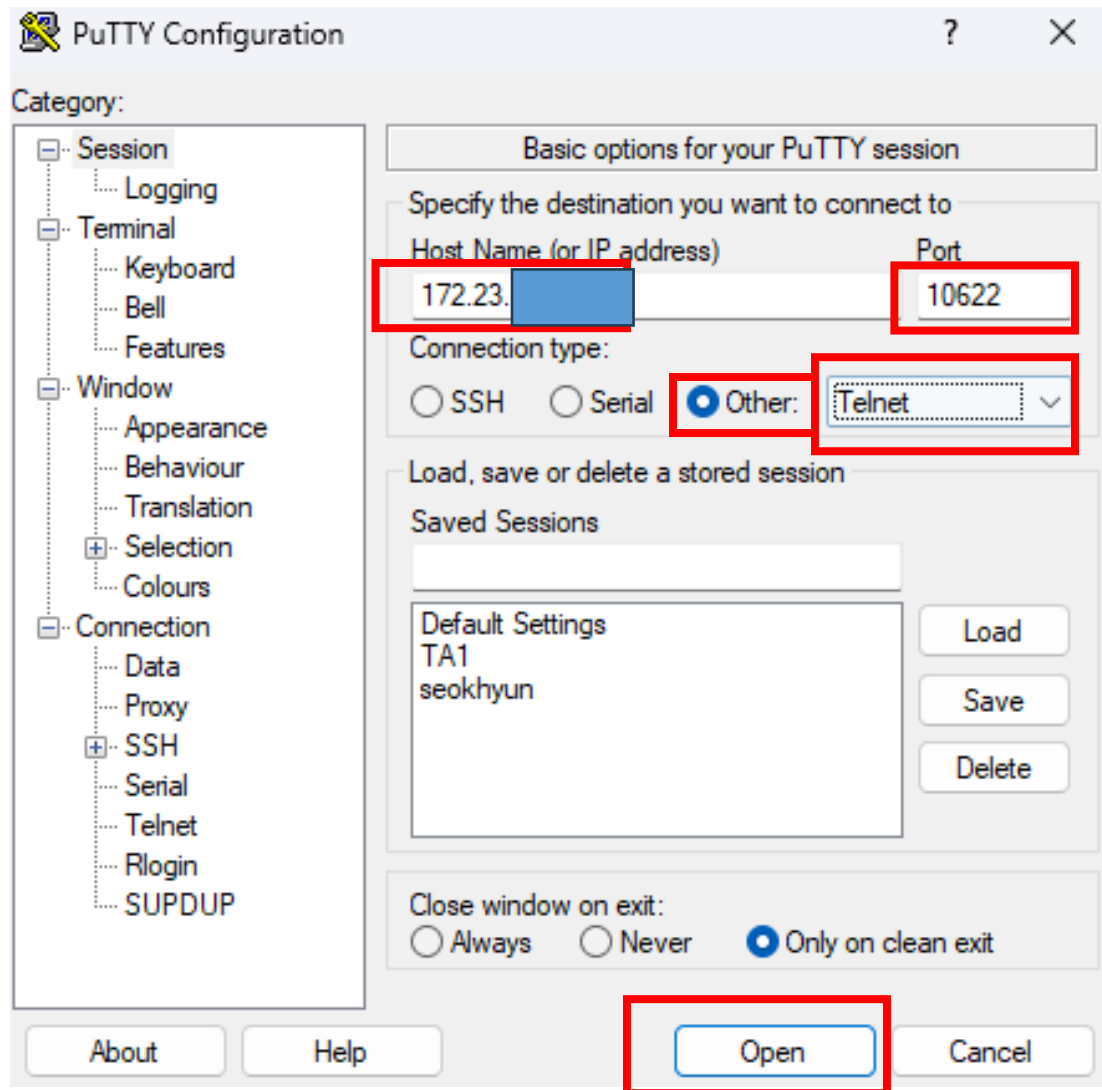 PuTTY Configuration
?
Category:
Session
Logging
Terminal
Keyboard
Bell
Features
Window
Appearance
Behaviour
Translation
Selection
Colours
Connection
Data
Proxy
SSH
Serial
Telnet
Rlogin
SUPDUP
Basic options for your PuTTY session
Specify the destination you want to connect to
Host Name (or IP address) Port
172.23. 10622
Connection type:
SSH Serial Other: Telnet
Load, save or delete a stored session
Saved Sessions
Default Settings
TA1
seokhyun
Load
Save
Delete
Close window on exit:
Always Never Only on clean exit
About Help Open Cancel